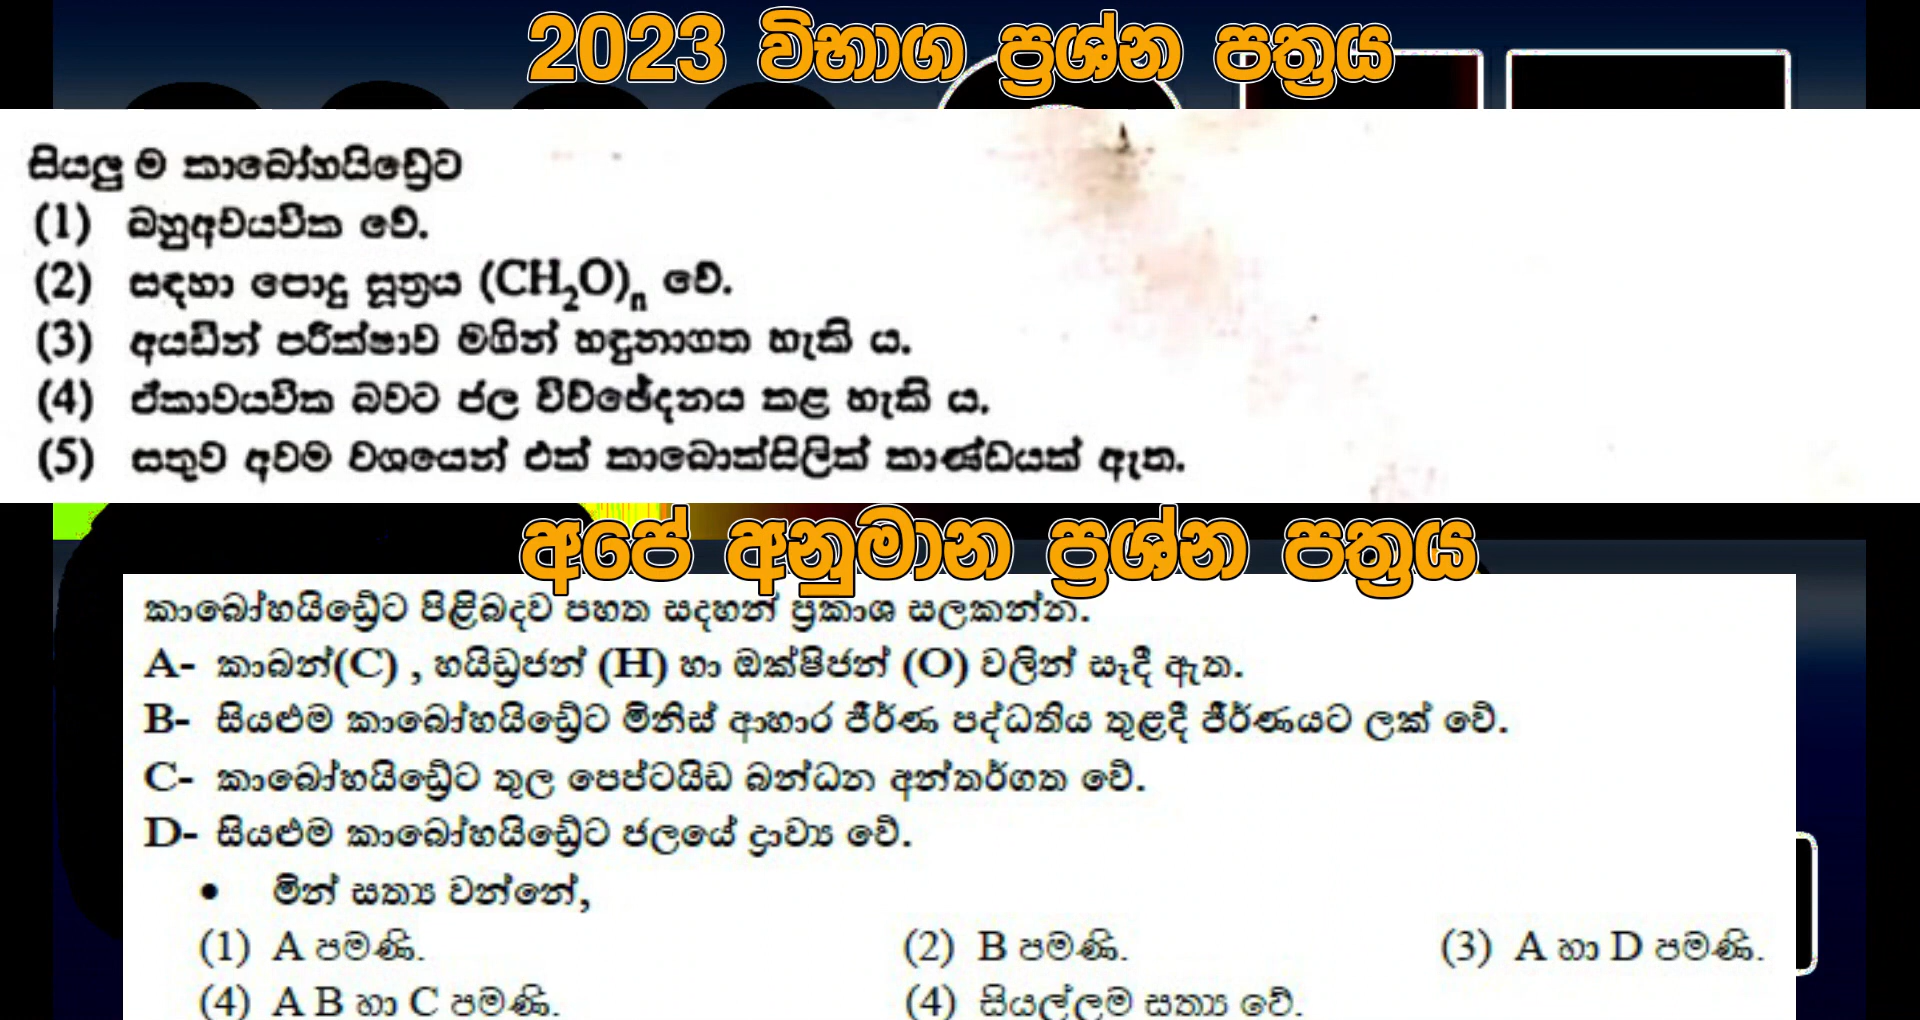 2023 විභාග ප්‍රශ්න පත්‍රය
සියලු ම කාබෝහයිඩ්‍රේට
(1) බහුඅවයවික වේ.
(2) සඳහා පොදු සූත්‍රය (CH₂O)ₙ වේ.
(3) අයඩීන් පරීක්ෂාව මගින් හඳුනාගත හැකි ය.
(4) ඒකාවයවික බවට ජල විච්ඡේදනය කළ හැකි ය.
(5) සතුව අවම වශයෙන් එක් කාබොක්සිලික් කාණ්ඩයක් ඇත.
අපේ අනුමාන ප්‍රශ්න පත්‍රය
කාබෝහයිඩ්‍රේට පිළිබදව පහත සදහන් ප්‍රකාශ සලකන්න.
A- කාබන්(C) , හයිඩ්‍රජන් (H) හා ඔක්ෂිජන් (O) වලින් සෑදී ඇත.
B- සියළුම කාබෝහයිඩ්‍රේට මිනිස් ආහාර ජීර්ණ පද්ධතිය තුළදී ජීර්ණයට ලක් වේ.
C- කාබෝහයිඩ්‍රේට තුල පෙප්ටයිඩ බන්ධන අන්තර්ගත වේ.
D- සියළුම කාබෝහයිඩ්‍රේට ජලයේ ද්‍රාව්‍ය වේ.
• මින් සත්‍ය වන්නේ,
(1) A පමණි. (2) B පමණි. (3) A හා D පමණි.
(4) A B හා C පමණි. (4) සියල්ලම සත්‍ය වේ.